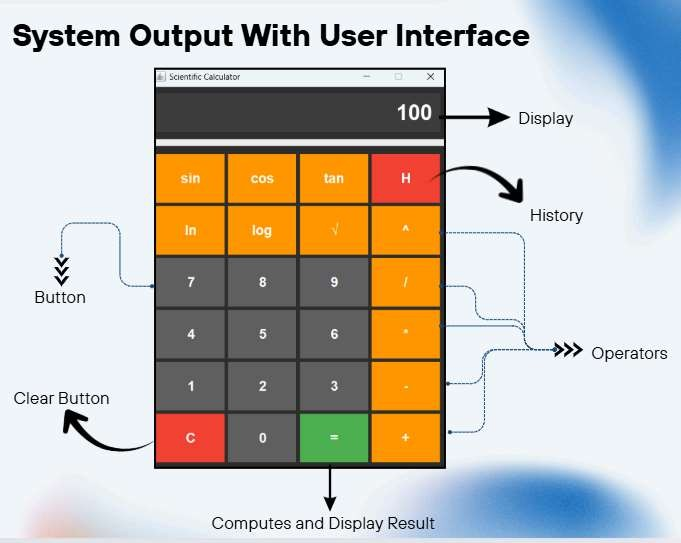 System Output With User Interface
Scientific Calculator
100
Display
sin cos tan H
History
ln log √ ^
7 8 9 /
Button
4 5 6 *
Operators
1 2 3 -
Clear Button
C 0 = +
Computes and Display Result